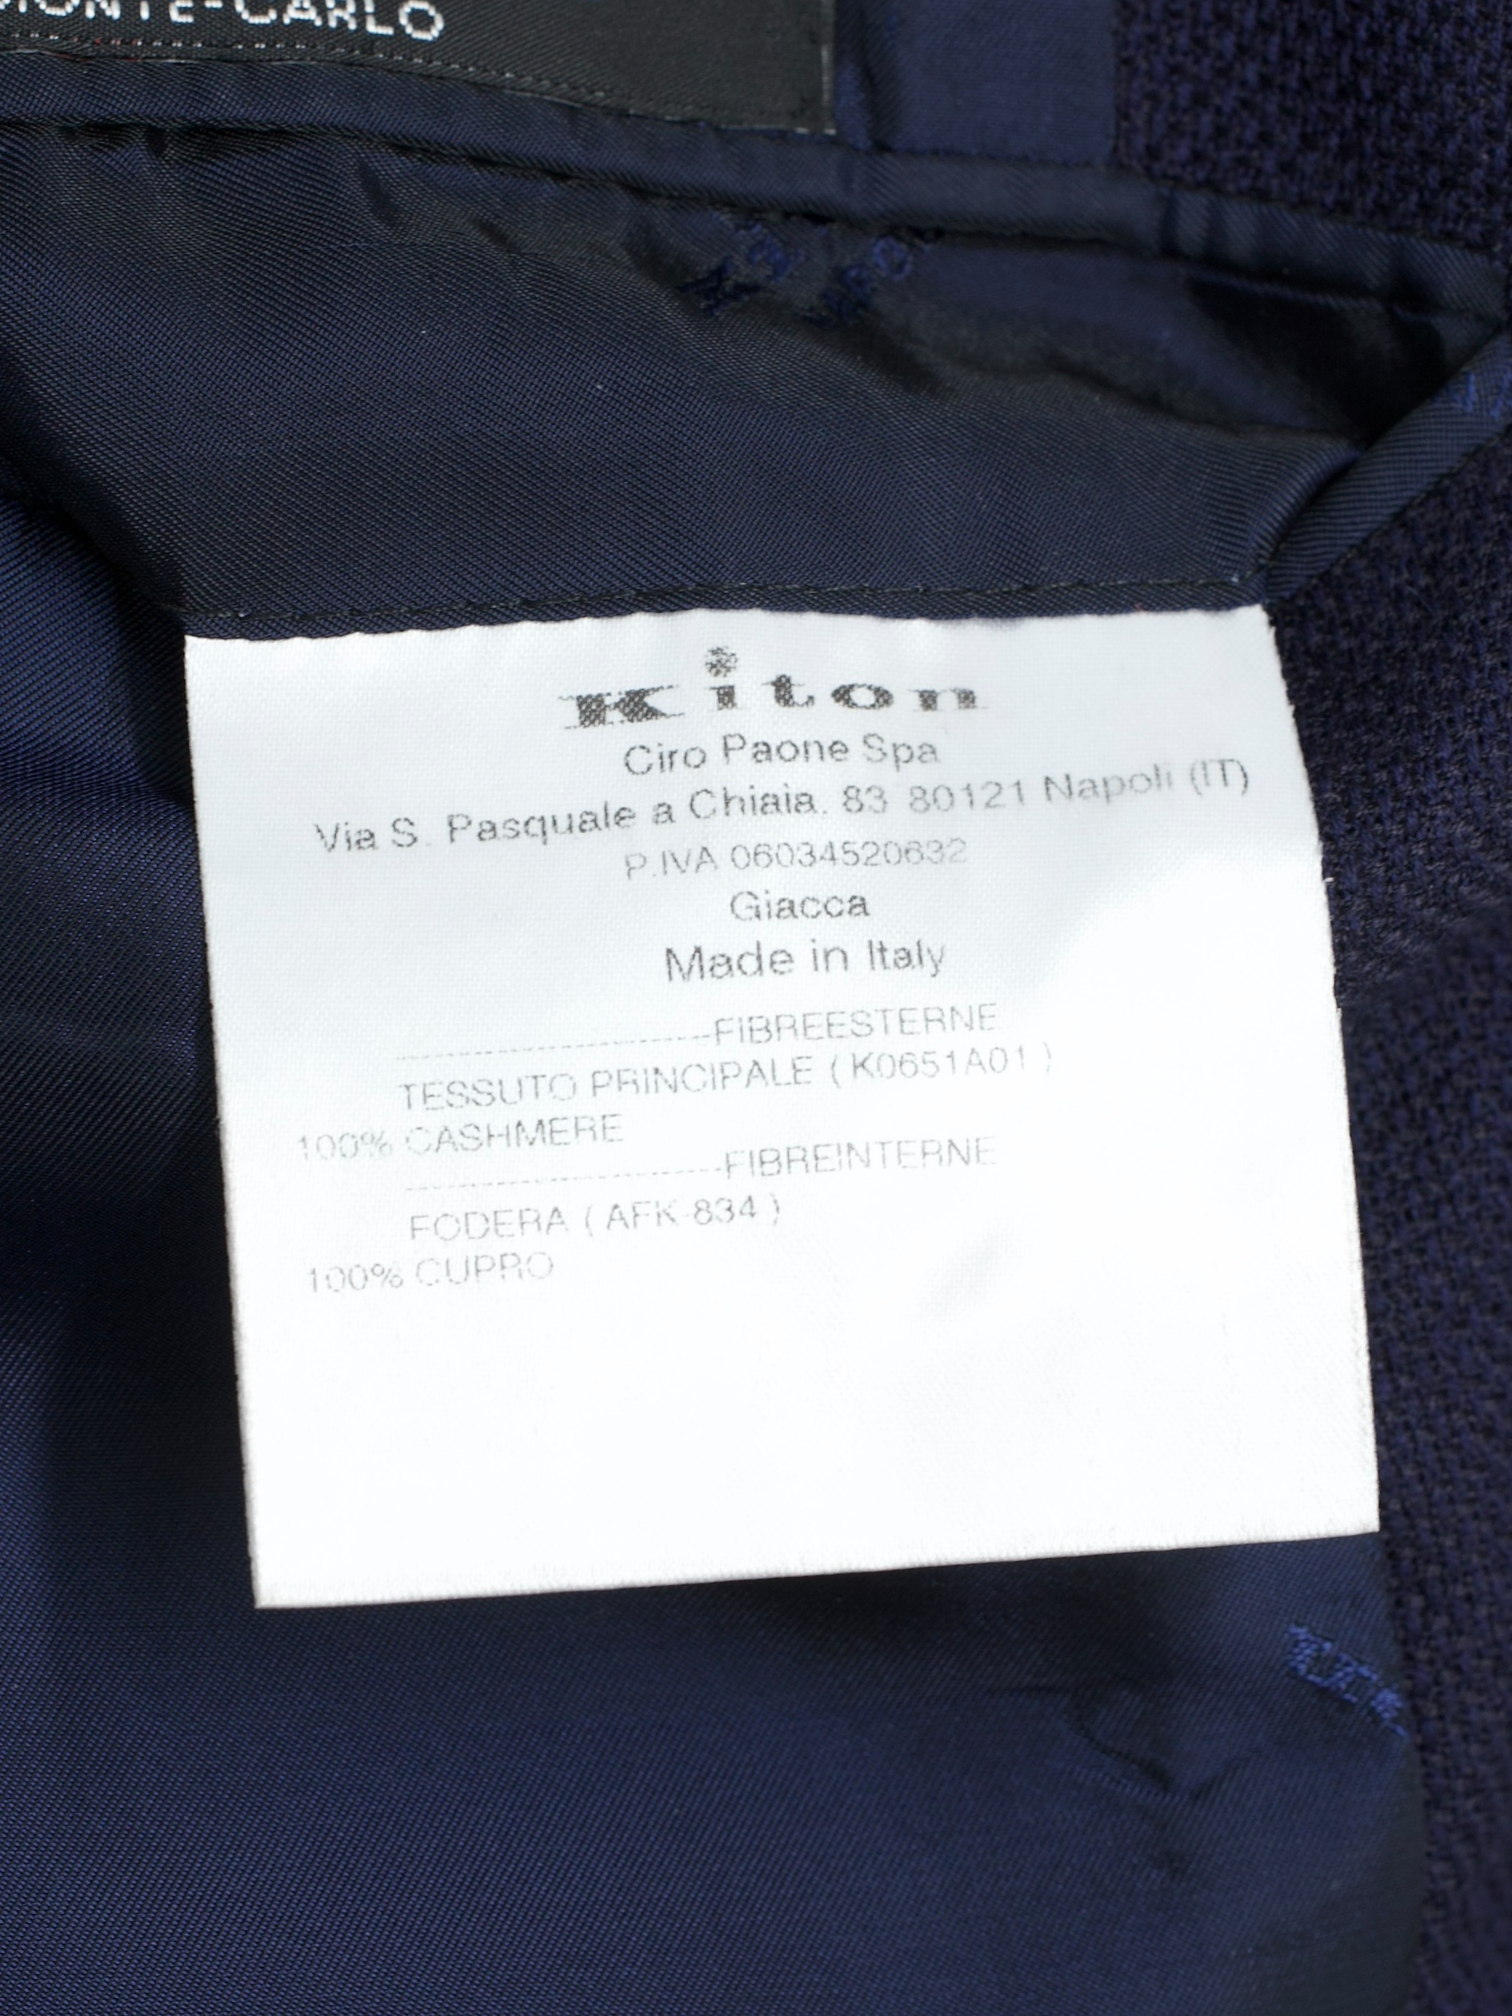 MONTE-CARLO
Kiton
Ciro Paone Spa
Via S. Pasquale a Chiaia. 83 80121 Napoli (IT)
P.IVA 06034520632
Giacca
Made in Italy
-------------------------FIBREESTERNE
TESSUTO PRINCIPALE ( K0651A01 )
100% CASHMERE
-------------------------FIBREINTERNE
FODERA ( AFK-834 )
100% CUPRO